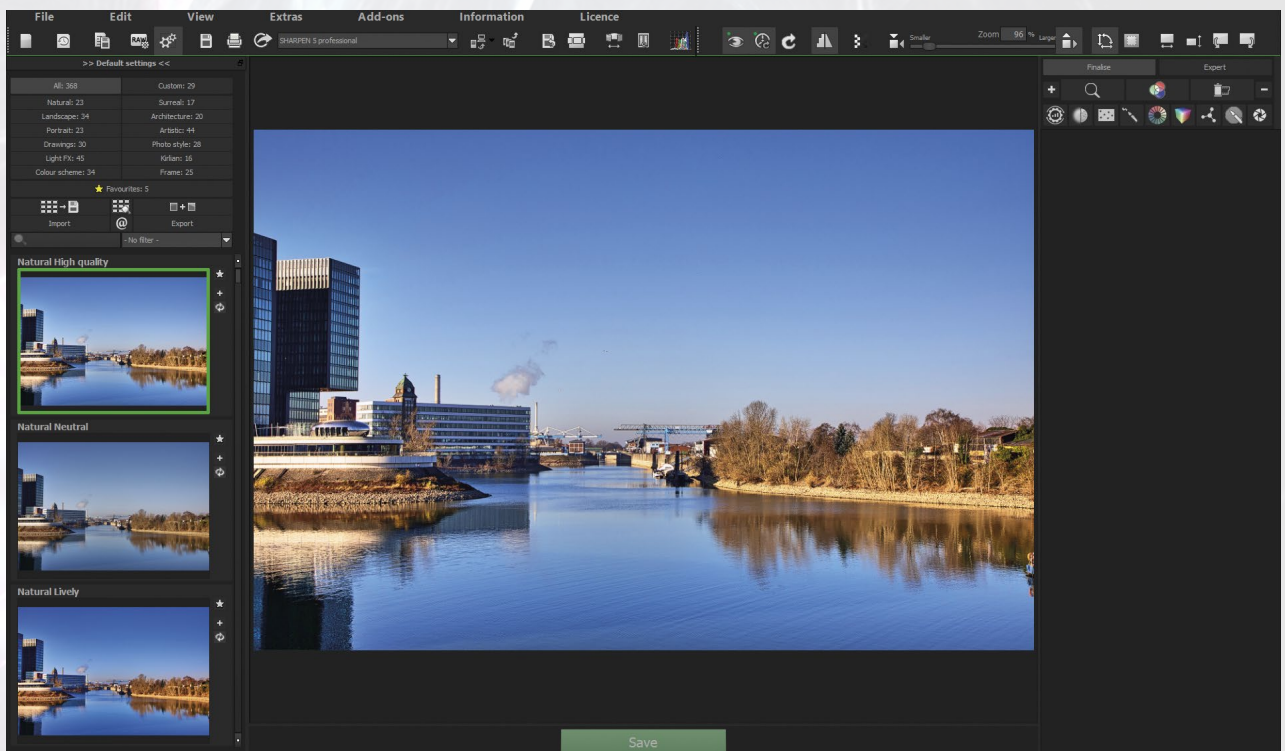 File Edit View Extras Add-ons Information Licence
RAW SHARPEN 5 professional Smaller Zoom 96 % Larger
>> Default settings <<
Finalise Expert
All: 368 Custom: 29
Natural: 23 Surreal: 17
Landscape: 34 Architecture: 20
Portrait: 23 Artistic: 44
Drawings: 30 Photo style: 28
Light FX: 45 Kirlian: 16
Colour scheme: 34 Frame: 25
Favourites: 5
Import @ Export
- No filter -
Natural High quality
Natural Neutral
Natural Lively
Save